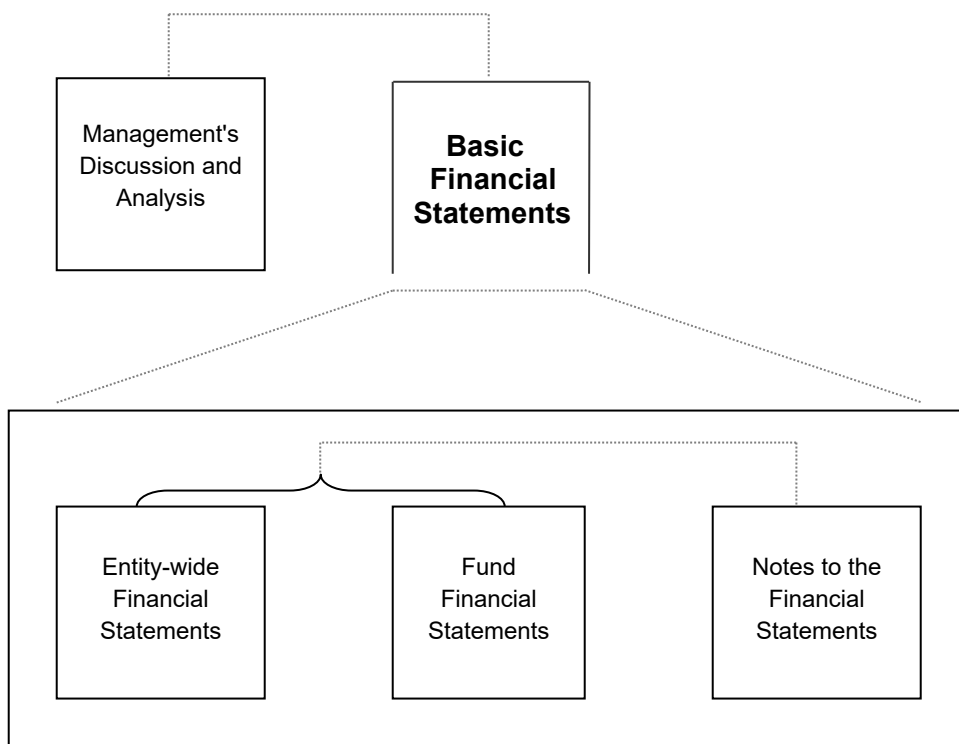 Management's
Discussion and
Analysis
Basic
Financial
Statements
Entity-wide
Financial
Statements
Fund
Financial
Statements
Notes to the
Financial
Statements